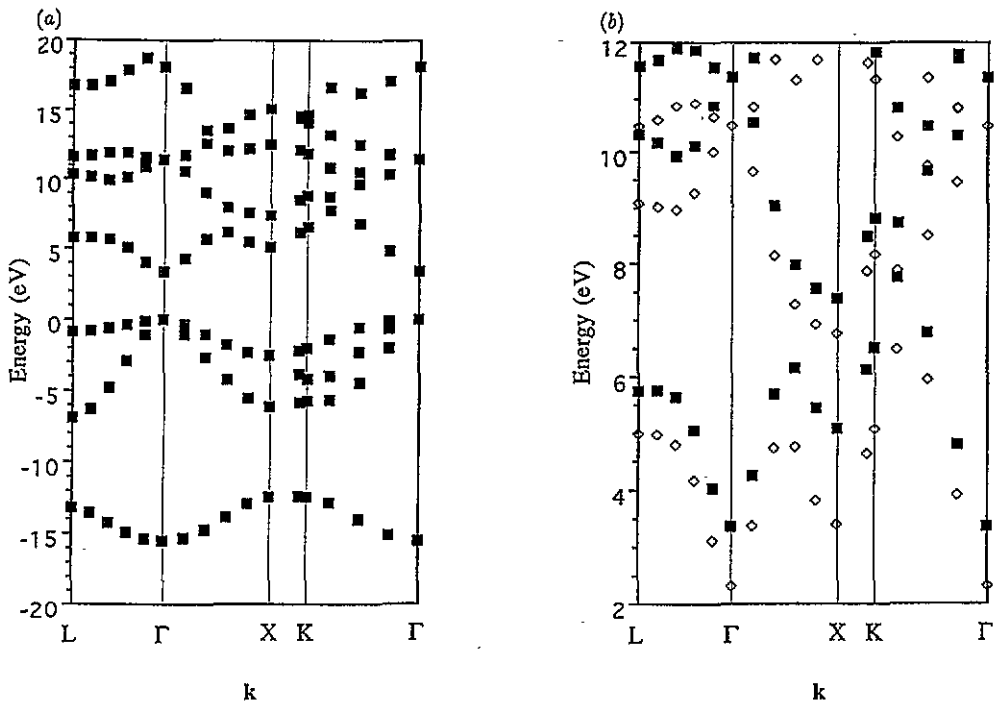 (a)
20
15
10
5
0
-5
-10
-15
-20
Energy (eV)
L Γ X K Γ
k
(b)
12
10
8
6
4
2
Energy (eV)
L Γ X K Γ
k